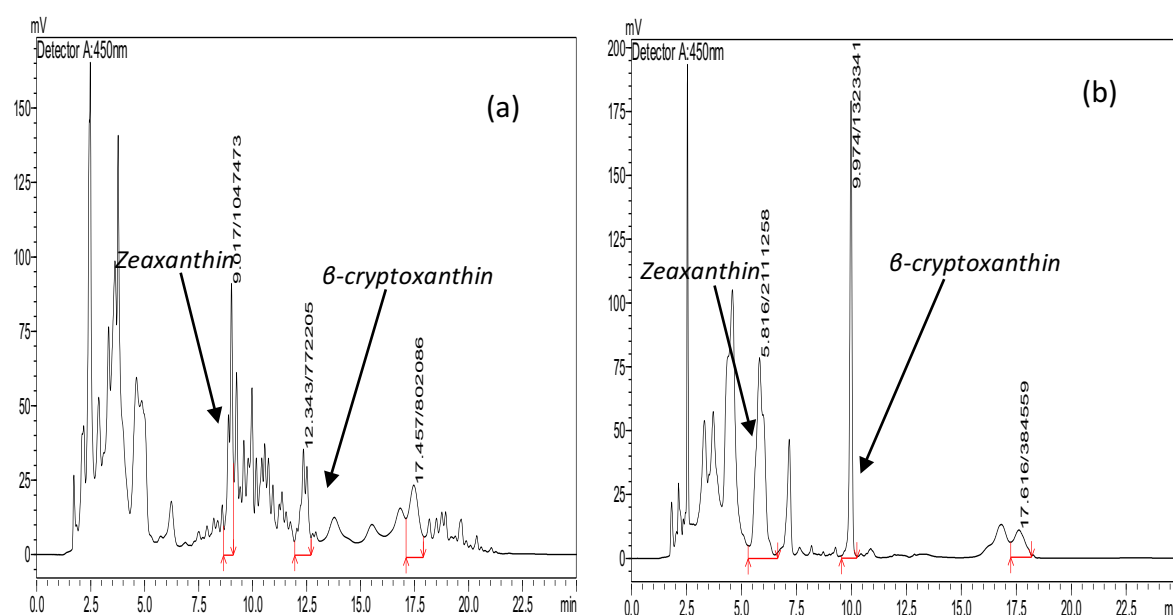 mV
Detector A:450nm
(a)
150
125
100
75
50
25
0
Zeaxanthin
β-cryptoxanthin
9.017/1047473
12.343/772205
17.457/802086
0.0 2.5 5.0 7.5 10.0 12.5 15.0 17.5 20.0 22.5 min
mV
Detector A:450nm
(b)
200
175
150
125
100
75
50
25
0
Zeaxanthin
β-cryptoxanthin
5.816/2111258
9.974/1323341
17.616/384559
0.0 2.5 5.0 7.5 10.0 12.5 15.0 17.5 20.0 22.5 min